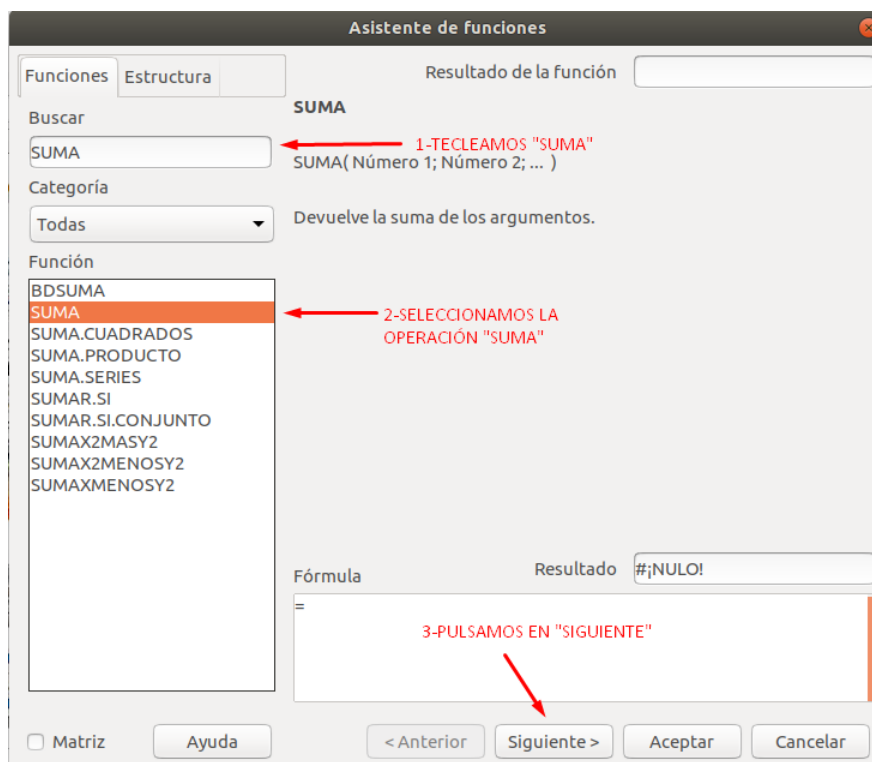 Asistente de funciones
Funciones Estructura
Resultado de la función
Buscar
SUMA
SUMA
1-TECLEAMOS "SUMA"
SUMA( Número 1; Número 2; ... )
Categoría
Todas
Devuelve la suma de los argumentos.
Función
BDSUMA
SUMA
SUMA.CUADRADOS
SUMA.PRODUCTO
SUMA.SERIES
SUMAR.SI
SUMAR.SI.CONJUNTO
SUMAX2MASY2
SUMAX2MENOSY2
SUMAXMENOSY2
2-SELECCIONAMOS LA
OPERACIÓN "SUMA"
Fórmula
Resultado #¡NULO!
=
3-PULSAMOS EN "SIGUIENTE"
Matriz
Ayuda
< Anterior
Siguiente >
Aceptar
Cancelar